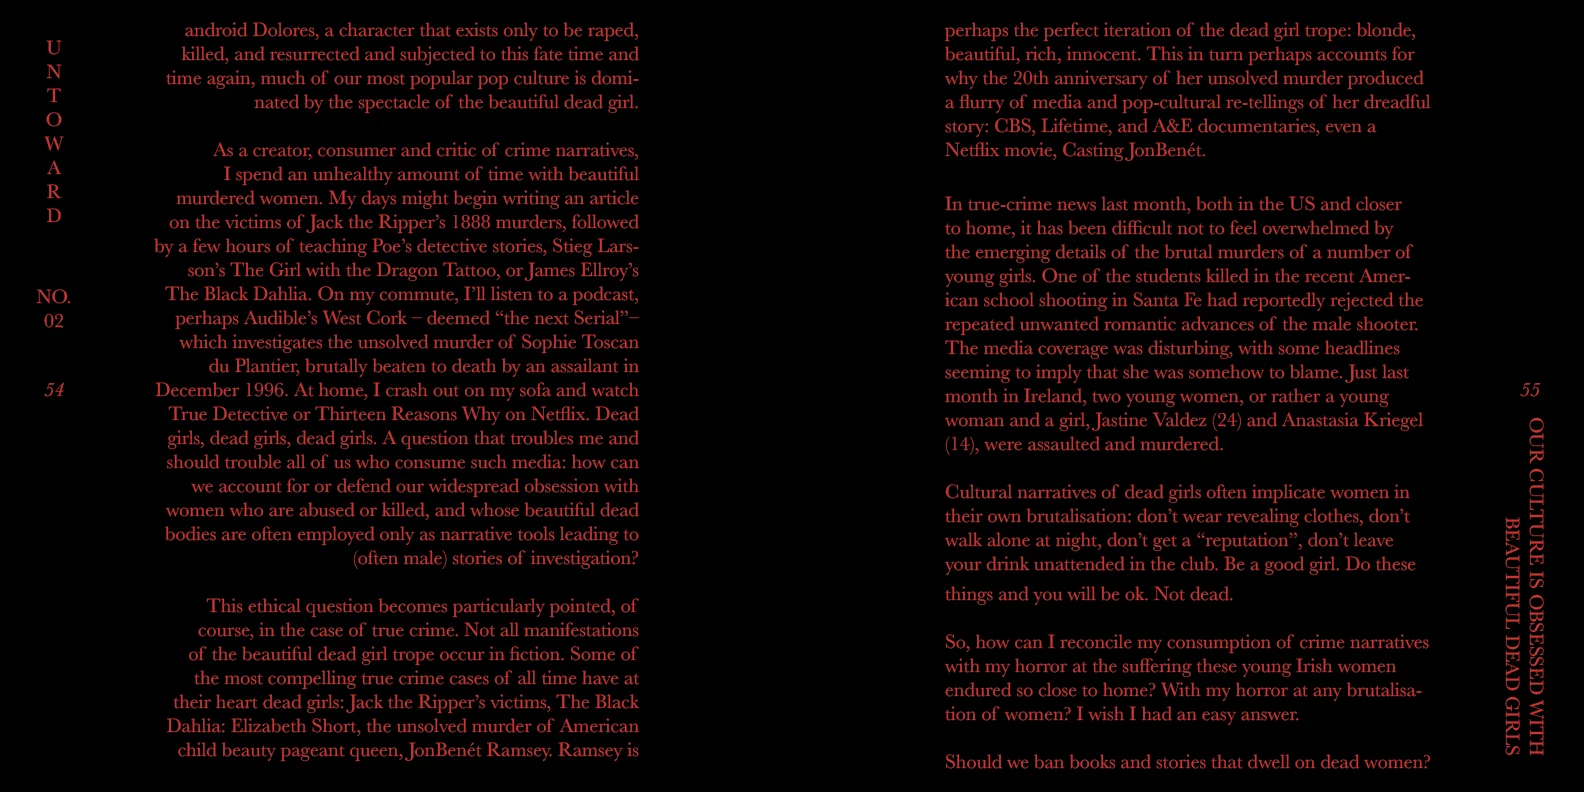 UNTOWARD
NO.
02
54
android Dolores, a character that exists only to be raped,
killed, and resurrected and subjected to this fate time and
time again, much of our most popular pop culture is domi-
nated by the spectacle of the beautiful dead girl.
As a creator, consumer and critic of crime narratives,
I spend an unhealthy amount of time with beautiful
murdered women. My days might begin writing an article
on the victims of Jack the Ripper’s 1888 murders, followed
by a few hours of teaching Poe’s detective stories, Stieg Lars-
son’s The Girl with the Dragon Tattoo, or James Ellroy’s
The Black Dahlia. On my commute, I’ll listen to a podcast,
perhaps Audible’s West Cork – deemed “the next Serial”–
which investigates the unsolved murder of Sophie Toscan
du Plantier, brutally beaten to death by an assailant in
December 1996. At home, I crash out on my sofa and watch
True Detective or Thirteen Reasons Why on Netflix. Dead
girls, dead girls, dead girls. A question that troubles me and
should trouble all of us who consume such media: how can
we account for or defend our widespread obsession with
women who are abused or killed, and whose beautiful dead
bodies are often employed only as narrative tools leading to
(often male) stories of investigation?
This ethical question becomes particularly pointed, of
course, in the case of true crime. Not all manifestations
of the beautiful dead girl trope occur in fiction. Some of
the most compelling true crime cases of all time have at
their heart dead girls: Jack the Ripper’s victims, The Black
Dahlia: Elizabeth Short, the unsolved murder of American
child beauty pageant queen, JonBenét Ramsey. Ramsey is
perhaps the perfect iteration of the dead girl trope: blonde,
beautiful, rich, innocent. This in turn perhaps accounts for
why the 20th anniversary of her unsolved murder produced
a flurry of media and pop-cultural re-tellings of her dreadful
story: CBS, Lifetime, and A&E documentaries, even a
Netflix movie, Casting JonBenét.
In true-crime news last month, both in the US and closer
to home, it has been difficult not to feel overwhelmed by
the emerging details of the brutal murders of a number of
young girls. One of the students killed in the recent Amer-
ican school shooting in Santa Fe had reportedly rejected the
repeated unwanted romantic advances of the male shooter.
The media coverage was disturbing, with some headlines
seeming to imply that she was somehow to blame. Just last
month in Ireland, two young women, or rather a young
woman and a girl, Jastine Valdez (24) and Anastasia Kriegel
(14), were assaulted and murdered.
Cultural narratives of dead girls often implicate women in
their own brutalisation: don’t wear revealing clothes, don’t
walk alone at night, don’t get a “reputation”, don’t leave
your drink unattended in the club. Be a good girl. Do these
things and you will be ok. Not dead.
So, how can I reconcile my consumption of crime narratives
with my horror at the suffering these young Irish women
endured so close to home? With my horror at any brutalisa-
tion of women? I wish I had an easy answer.
Should we ban books and stories that dwell on dead women?
55
OUR CULTURE IS OBSESSED WITH
BEAUTIFUL DEAD GIRLS